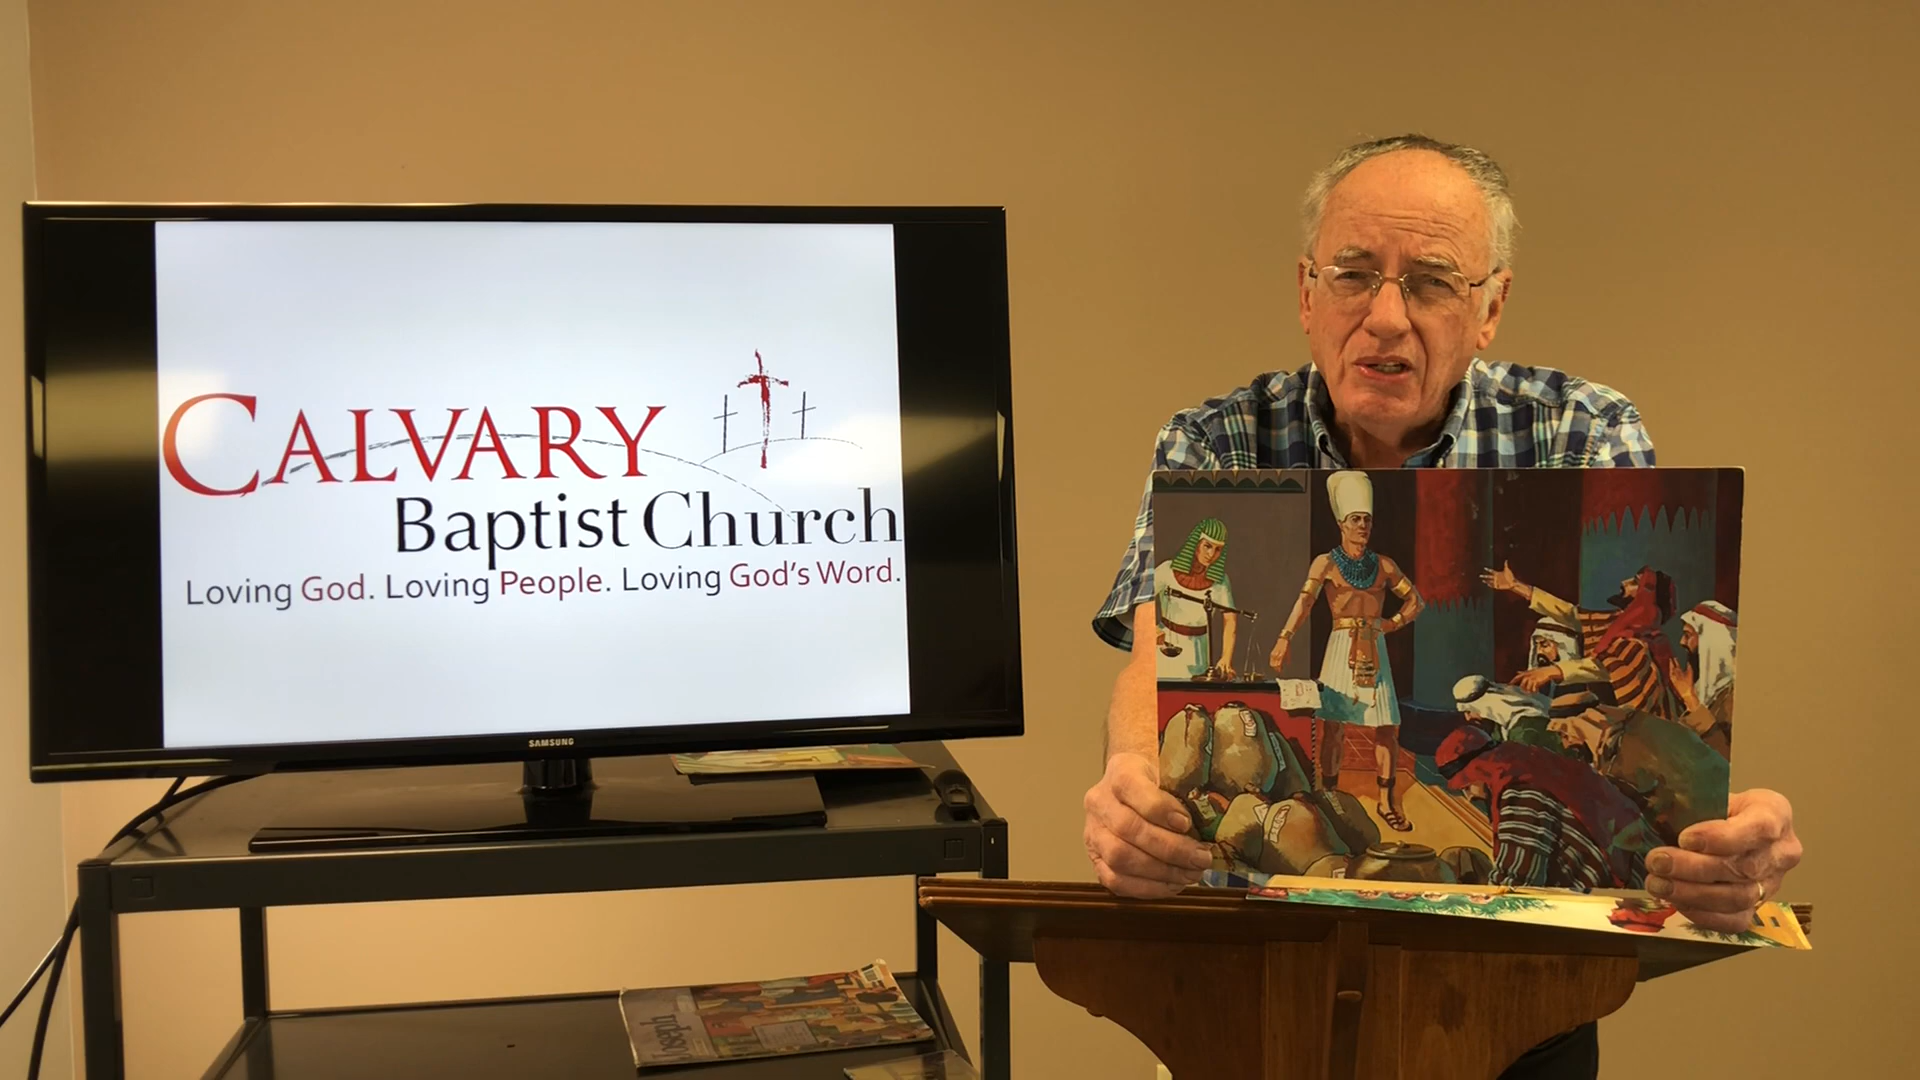 CALVARY
Baptist Church
Loving God. Loving People. Loving God's Word.
SAMSUNG
Joseph